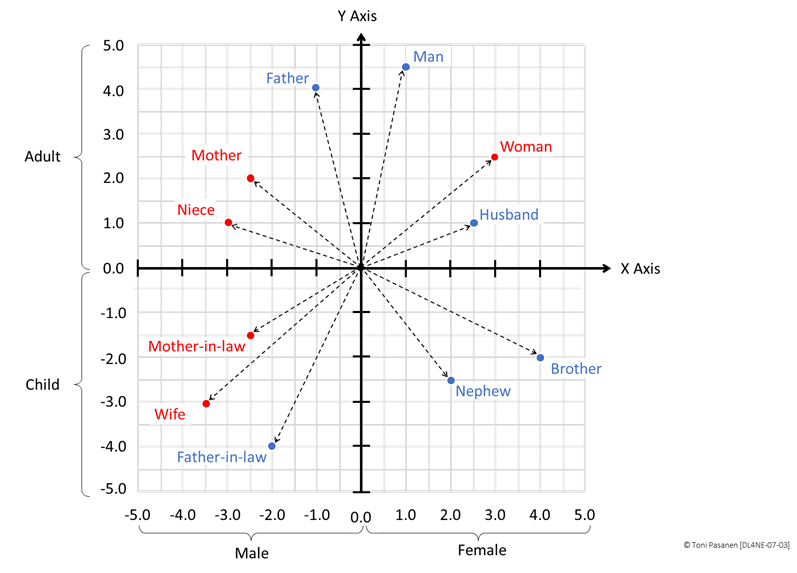 Y Axis
5.0
Man
Father
4.0
3.0
Woman
Mother
Adult
2.0
Niece
Husband
1.0
0.0
X Axis
-1.0
Mother-in-law
-2.0
Brother
Child
Nephew
-3.0
Wife
-4.0
Father-in-law
-5.0
-5.0 -4.0 -3.0 -2.0 -1.0 0.0 1.0 2.0 3.0 4.0 5.0
Male
Female
© Toni Pasanen [DL4NE-07-03]